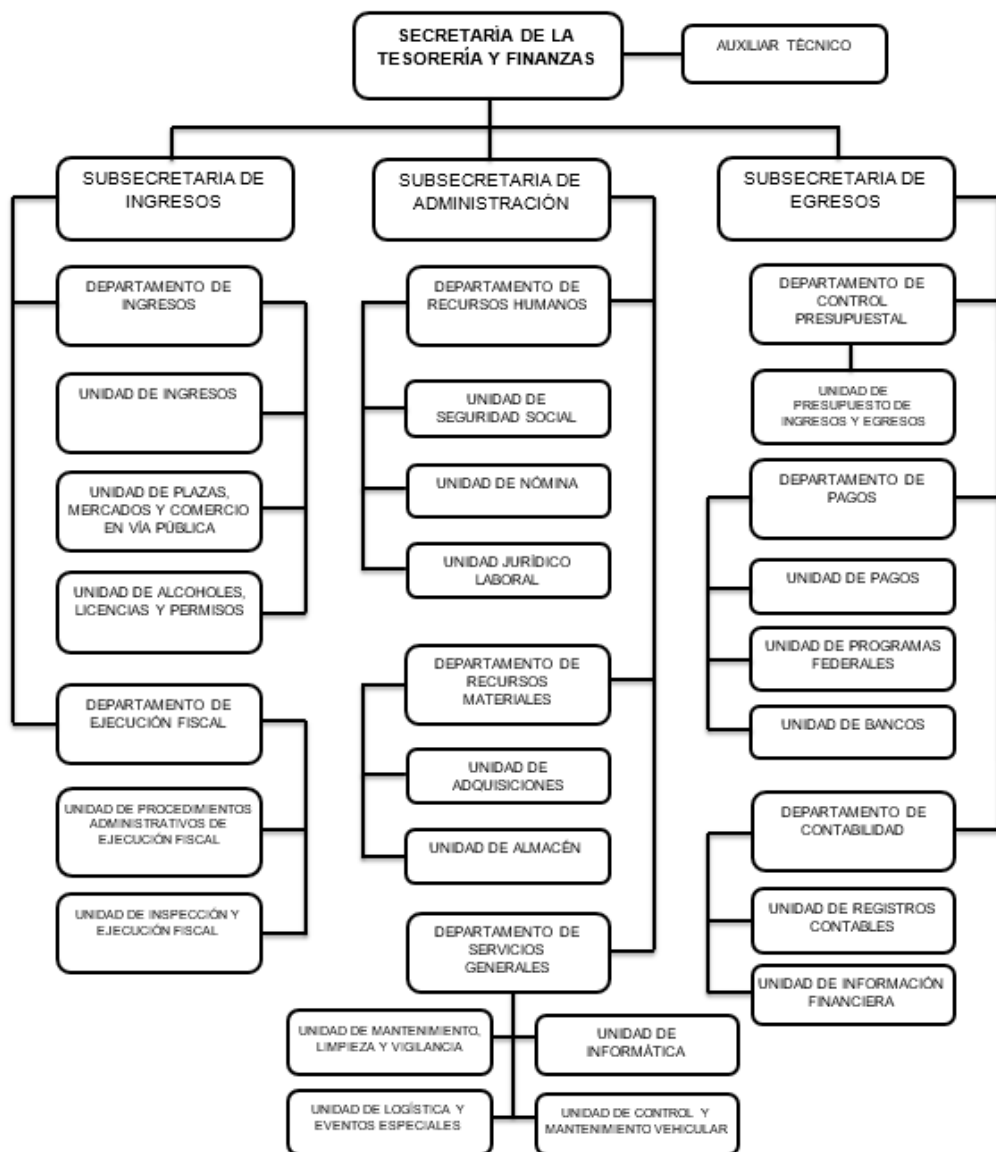 SECRETARÌA DE LA
TESORERÍA Y FINANZAS
AUXILIAR TÉCNICO
SUBSECRETARIA DE
INGRESOS
DEPARTAMENTO DE
INGRESOS
UNIDAD DE INGRESOS
UNIDAD DE PLAZAS,
MERCADOS Y COMERCIO
EN VÍA PÚBLICA
UNIDAD DE ALCOHOLES,
LICENCIAS Y PERMISOS
DEPARTAMENTO DE
EJECUCIÓN FISCAL
UNIDAD DE PROCEDIMIENTOS
ADMINISTRATIVOS DE
EJECUCIÓN FISCAL
UNIDAD DE INSPECCIÓN Y
EJECUCIÓN FISCAL
SUBSECRETARIA DE
ADMINISTRACIÓN
DEPARTAMENTO DE
RECURSOS HUMANOS
UNIDAD DE
SEGURIDAD SOCIAL
UNIDAD DE NÓMINA
UNIDAD JURÍDICO
LABORAL
DEPARTAMENTO DE
RECURSOS
MATERIALES
UNIDAD DE
ADQUISICIONES
UNIDAD DE ALMACÉN
DEPARTAMENTO DE
SERVICIOS
GENERALES
UNIDAD DE MANTENIMIENTO,
LIMPIEZA Y VIGILANCIA
UNIDAD DE
INFORMÁTICA
UNIDAD DE LOGÍSTICA Y
EVENTOS ESPECIALES
UNIDAD DE CONTROL Y
MANTENIMIENTO VEHICULAR
SUBSECRETARIA DE
EGRESOS
DEPARTAMENTO DE
CONTROL
PRESUPUESTAL
UNIDAD DE
PRESUPUESTO DE
INGRESOS Y EGRESOS
DEPARTAMENTO DE
PAGOS
UNIDAD DE PAGOS
UNIDAD DE PROGRAMAS
FEDERALES
UNIDAD DE BANCOS
DEPARTAMENTO DE
CONTABILIDAD
UNIDAD DE REGISTROS
CONTABLES
UNIDAD DE INFORMACIÓN
FINANCIERA